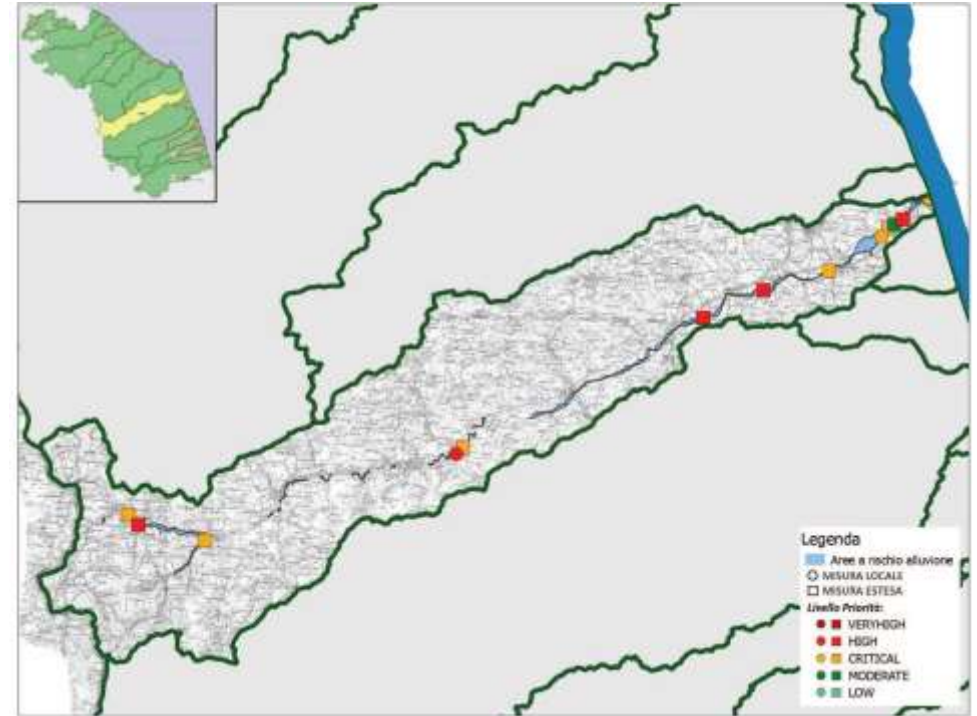 Legenda
Aree a rischio alluvione
MISURA LOCALE
MISURA ESTESA
Livello Priorità:
VERYHIGH
HIGH
CRITICAL
MODERATE
LOW